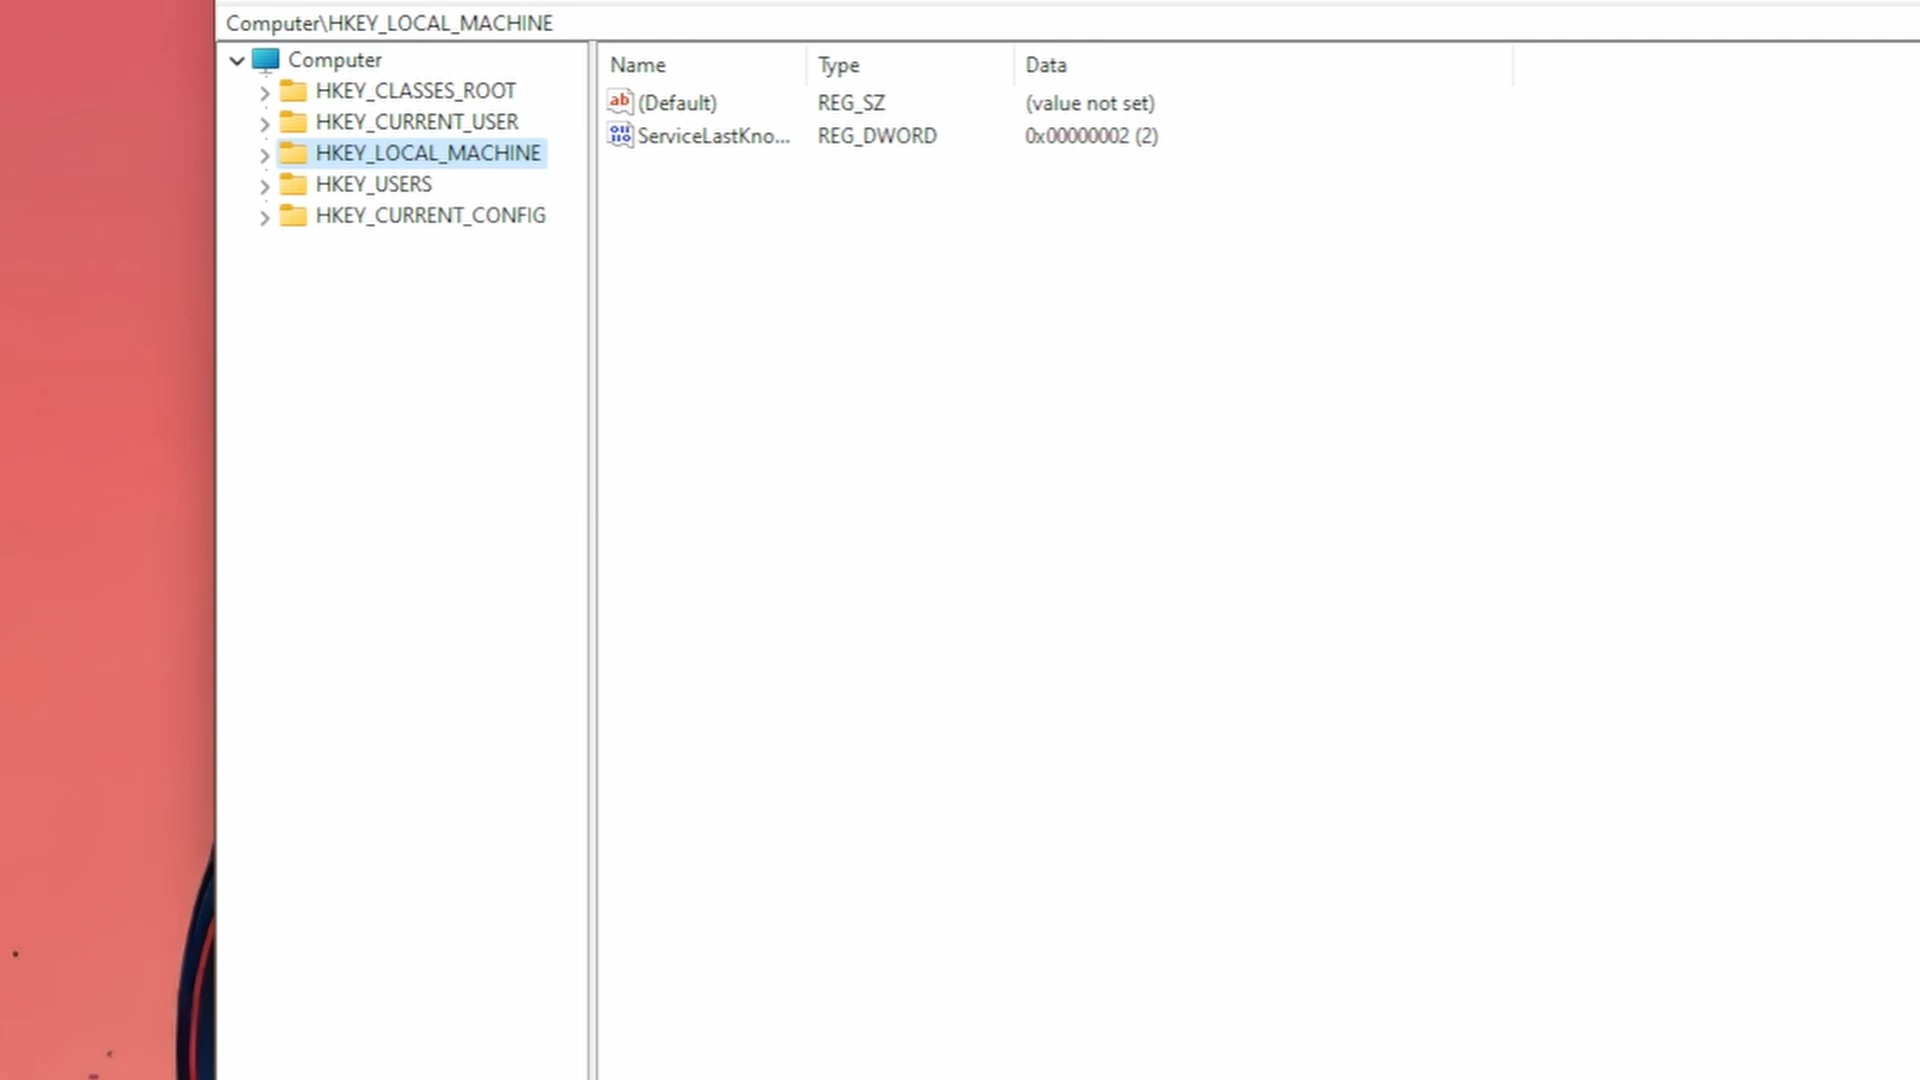 Computer\HKEY_LOCAL_MACHINE
Computer
HKEY_CLASSES_ROOT
HKEY_CURRENT_USER
HKEY_LOCAL_MACHINE
HKEY_USERS
HKEY_CURRENT_CONFIG
Name Type Data
ab (Default) REG_SZ (value not set)
ServiceLastKno... REG_DWORD 0x00000002 (2)